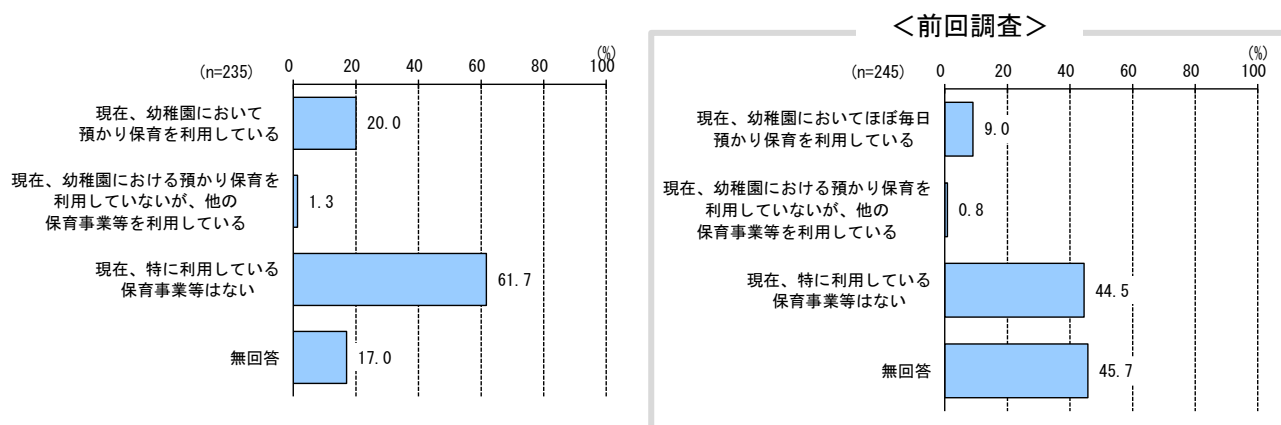 (%)
(n=235)
0 20 40 60 80 100
現在、幼稚園において
預かり保育を利用している
20.0
現在、幼稚園における預かり保育を
利用していないが、他の
保育事業等を利用している
1.3
現在、特に利用している
保育事業等はない
61.7
無回答
17.0
＜前回調査＞
(%)
(n=245)
0 20 40 60 80 100
現在、幼稚園においてほぼ毎日
預かり保育を利用している
9.0
現在、幼稚園における預かり保育を
利用していないが、他の
保育事業等を利用している
0.8
現在、特に利用している
保育事業等はない
44.5
無回答
45.7